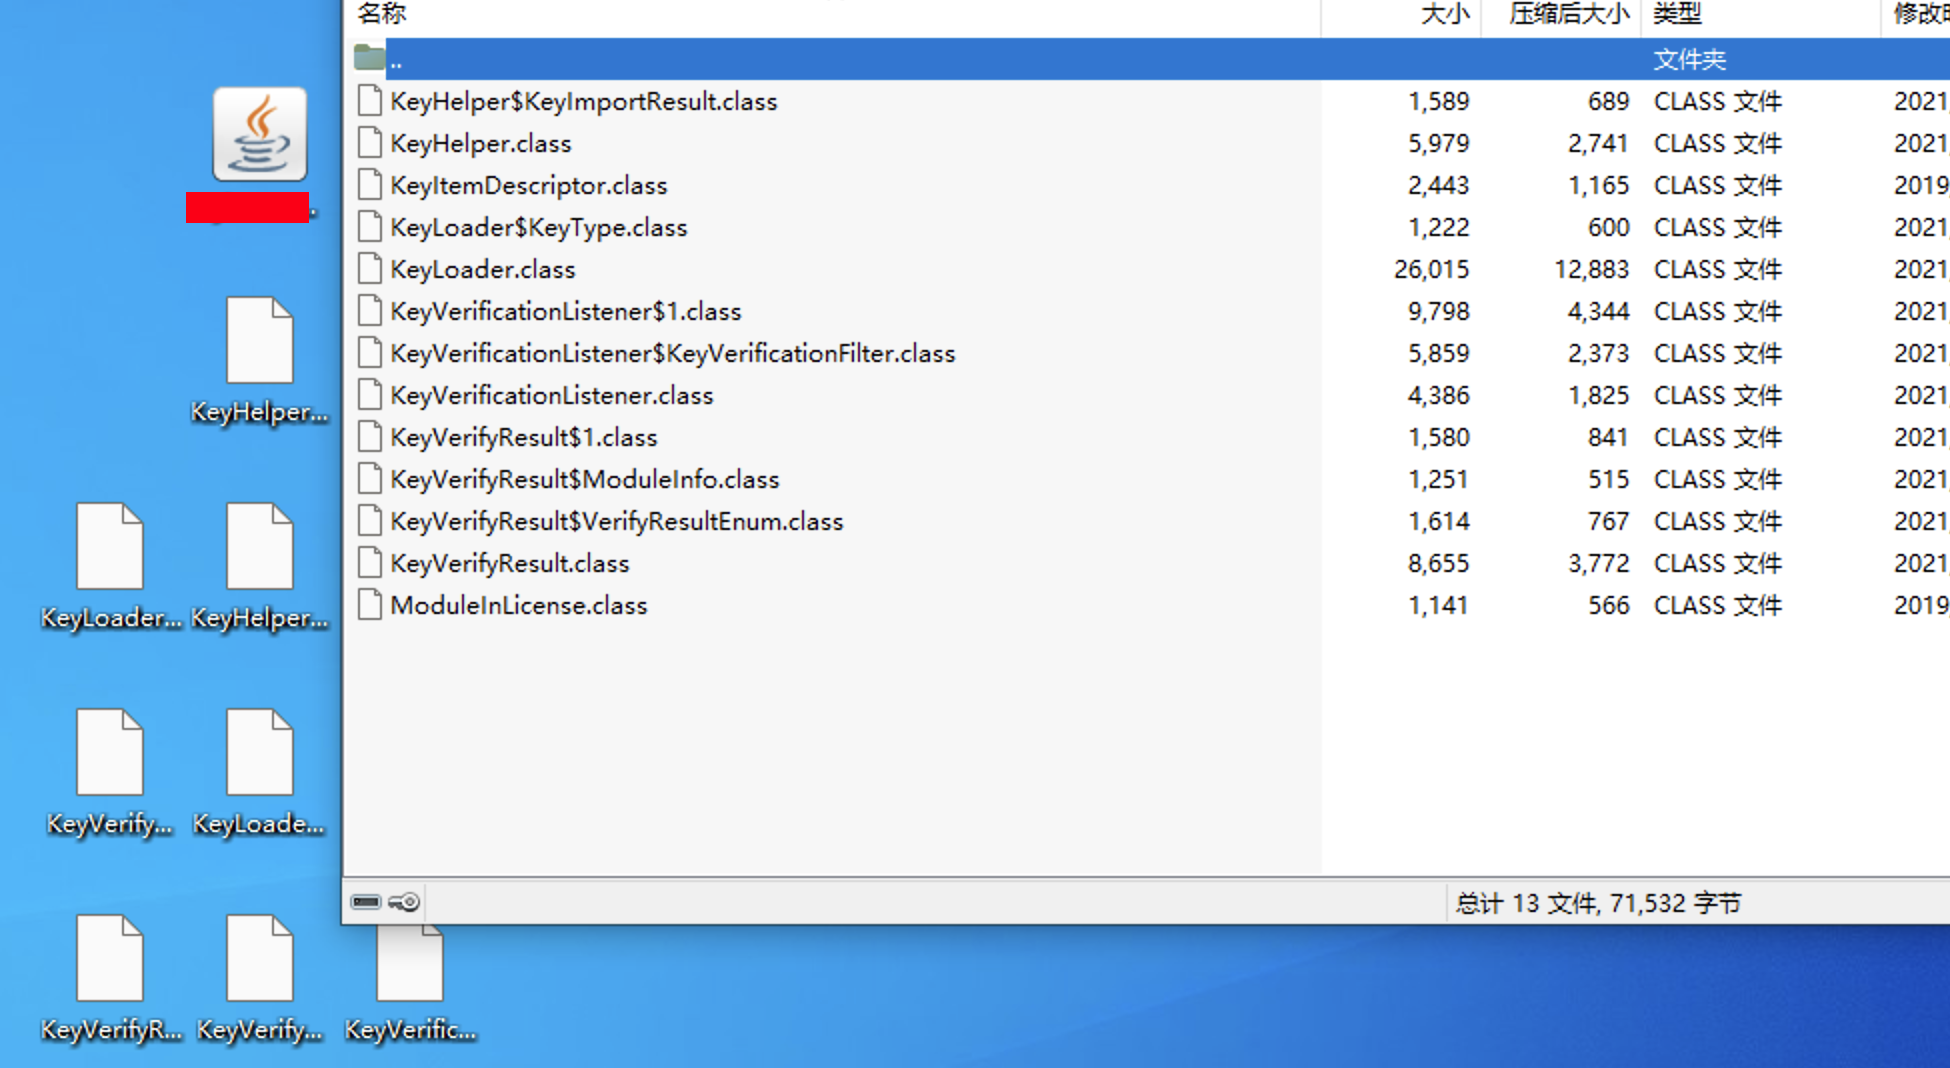 名称 大小 压缩后大小 类型
.. 文件夹
KeyHelper$KeyImportResult.class 1,589 689 CLASS 文件 2021
KeyHelper.class 5,979 2,741 CLASS 文件 2021
KeyItemDescriptor.class 2,443 1,165 CLASS 文件 2019
KeyLoader$KeyType.class 1,222 600 CLASS 文件 2021
KeyLoader.class 26,015 12,883 CLASS 文件 2021
KeyVerificationListener$1.class 9,798 4,344 CLASS 文件 2021
KeyVerificationListener$KeyVerificationFilter.class 5,859 2,373 CLASS 文件 2021
KeyVerificationListener.class 4,386 1,825 CLASS 文件 2021
KeyVerifyResult$1.class 1,580 841 CLASS 文件 2021
KeyVerifyResult$ModuleInfo.class 1,251 515 CLASS 文件 2021
KeyVerifyResult$VerifyResultEnum.class 1,614 767 CLASS 文件 2021
KeyVerifyResult.class 8,655 3,772 CLASS 文件 2021
ModuleInLicense.class 1,141 566 CLASS 文件 2019
总计 13 文件, 71,532 字节
KeyHelper...
KeyLoader... KeyHelper...
KeyVerify... KeyLoade...
KeyVerifyR... KeyVerify... KeyVerific...